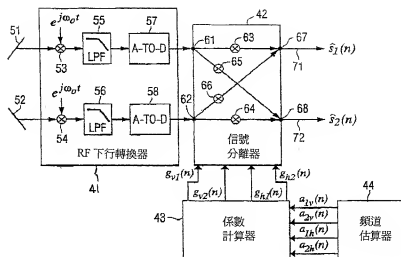 42
51
e^{jω_o t}
55
57
LPF
A-TO-D
53
61
63
67
ŝ₁(n)
71
65
52
e^{jω_o t}
56
58
66
LPF
A-TO-D
54
62
64
68
ŝ₂(n)
72
RF 下行轉換器
信號
分離器
41
g_{v1}(n)
g_{h2}(n)
g_{v2}(n)
g_{h1}(n)
44
43
係數
計算器
a_{1v}(n)
a_{2v}(n)
a_{1h}(n)
a_{2h}(n)
頻道
估算器